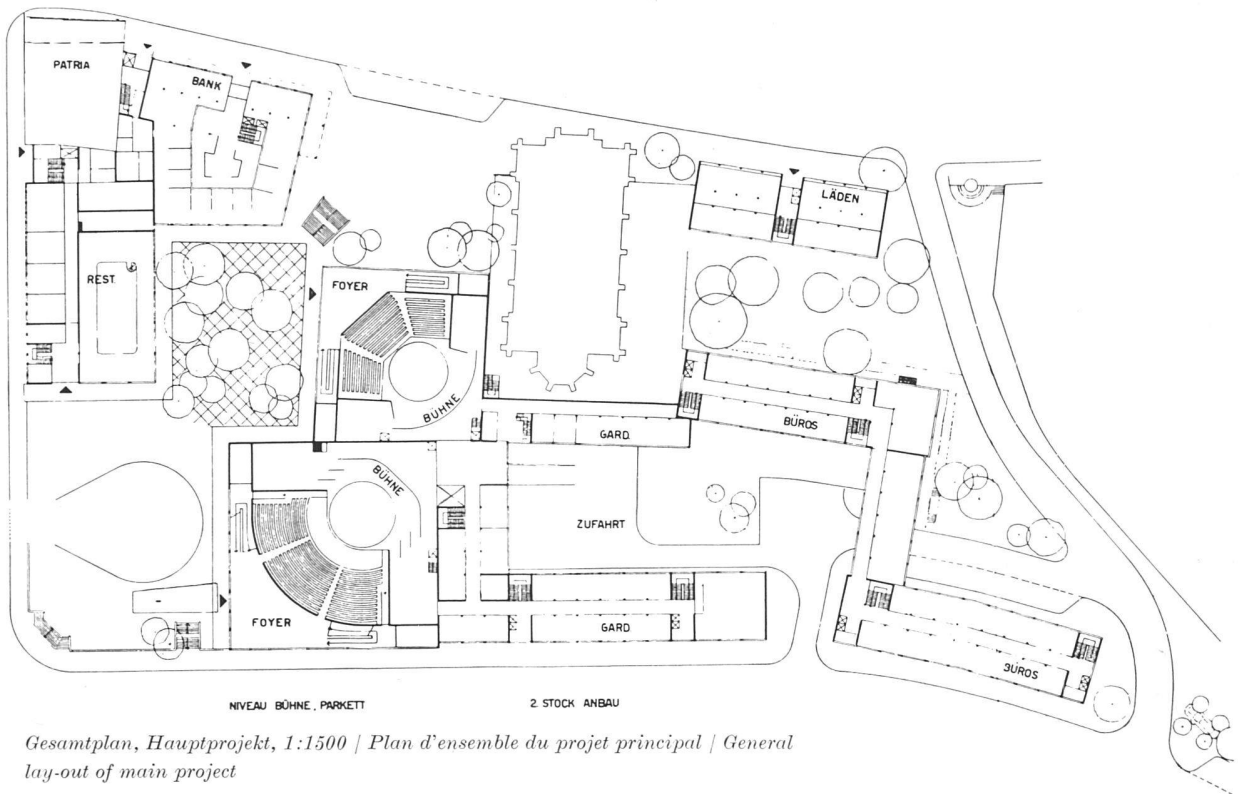 PATRIA
BANK
LÄDEN
REST.
FOYER
BÜHNE
GARD.
BÜROS
BÜHNE
ZUFAHRT
FOYER
GARD
BÜROS
NIVEAU BÜHNE, PARKETT
2. STOCK ANBAU
Gesamtplan, Hauptprojekt, 1:1500 | Plan d'ensemble du projet principal | General
lay-out of main project